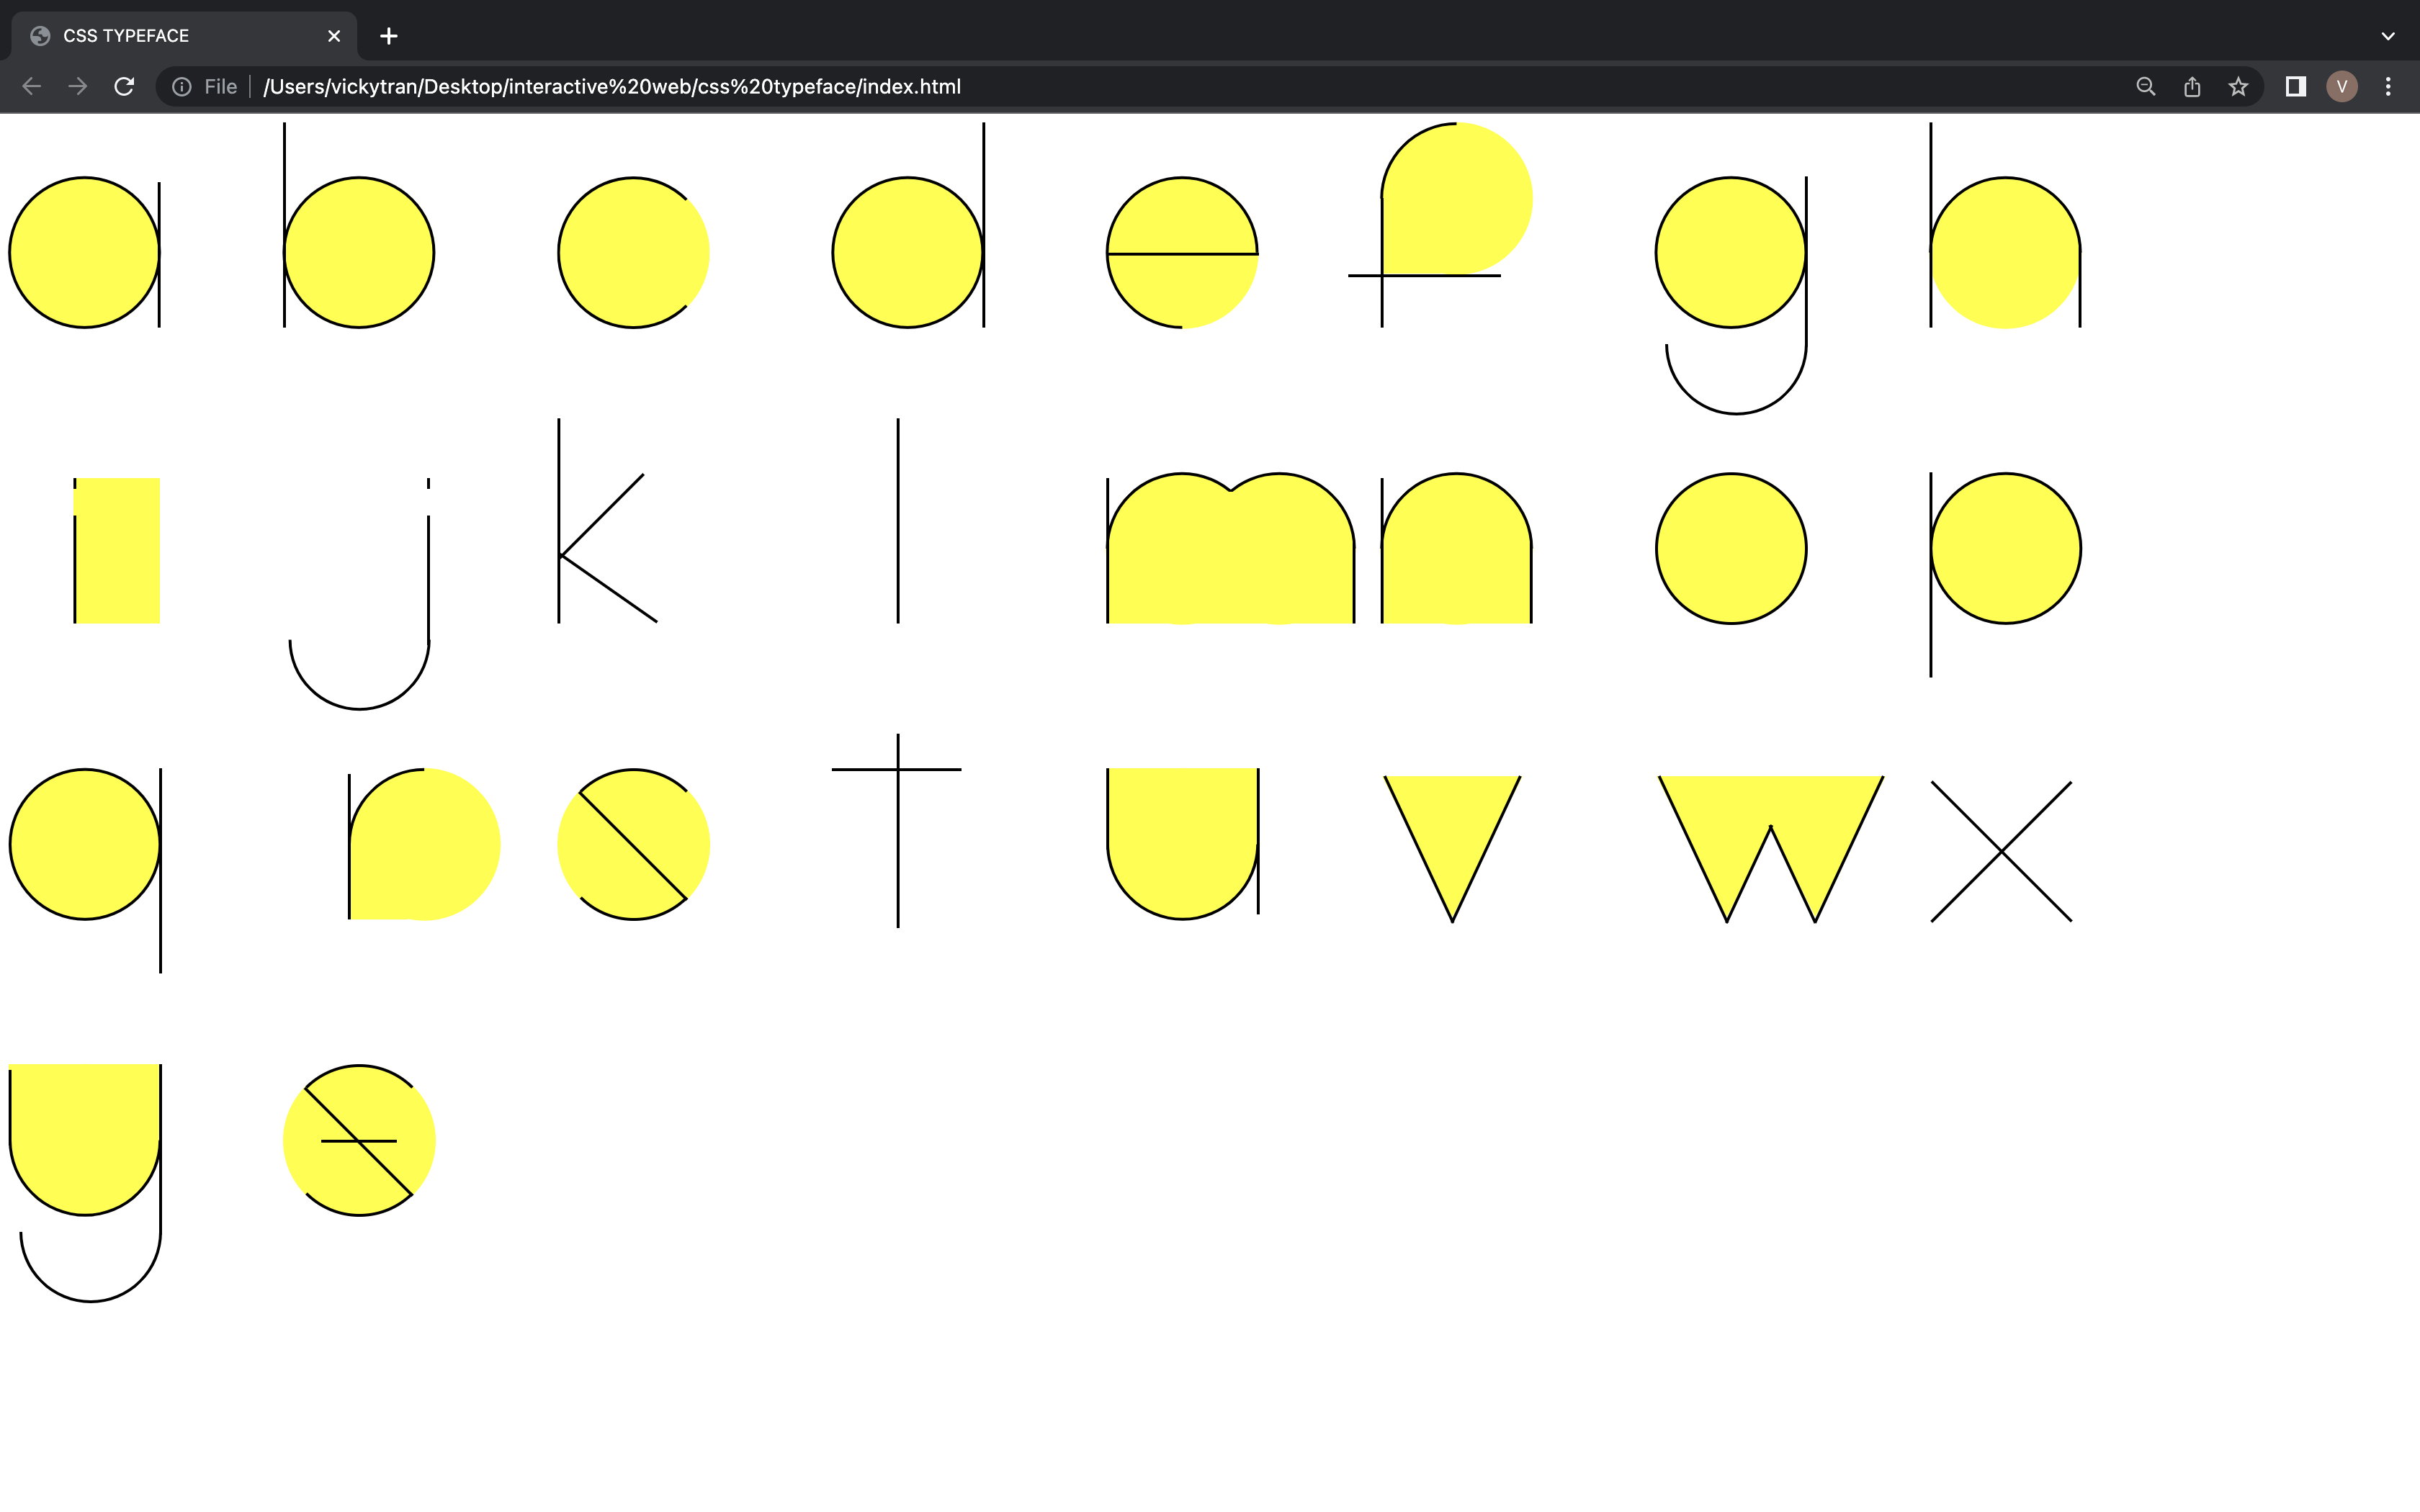 CSS TYPEFACE
File /Users/vickytran/Desktop/interactive%20web/css%20typeface/index.html
V
a b c d e f g h
i j k l m n o p
q r s t u v w x
y z